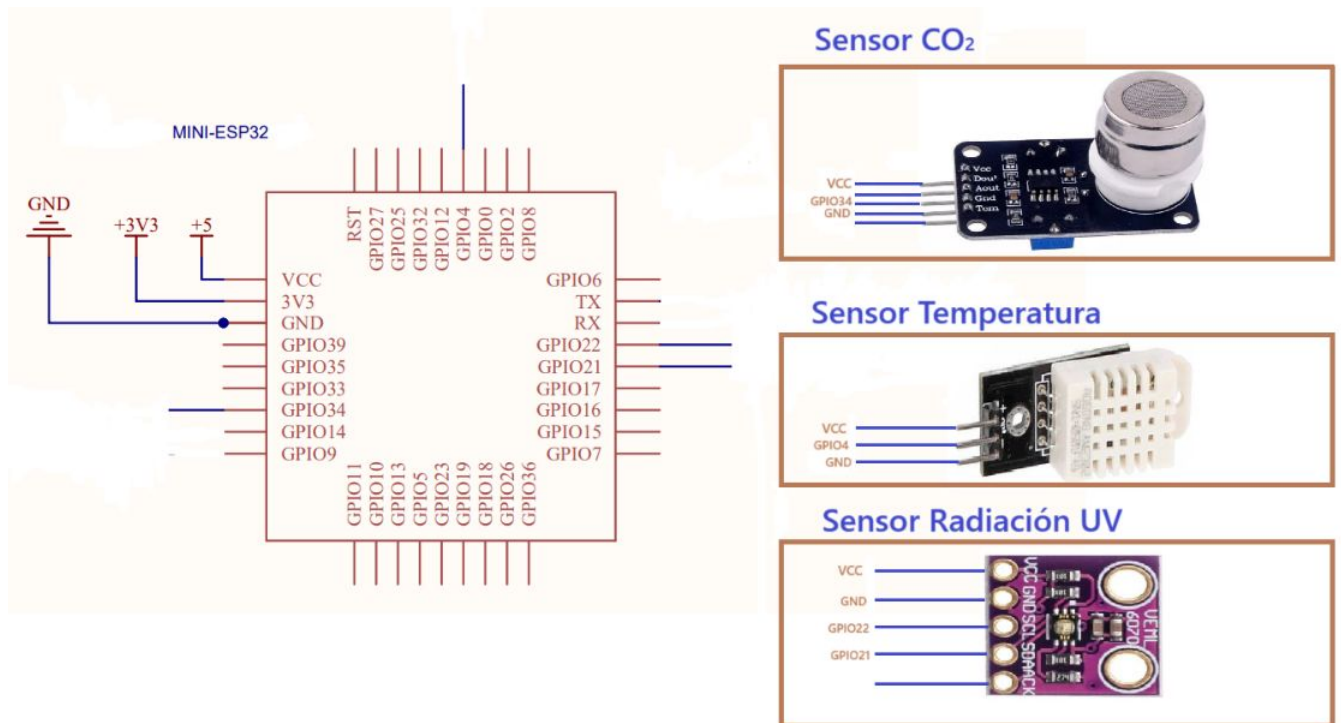 MINI-ESP32
GND
+3V3
+5
RST
GPIO27
GPIO25
GPIO32
GPIO12
GPIO4
GPIO0
GPIO2
GPIO8
VCC
3V3
GND
GPIO39
GPIO35
GPIO33
GPIO34
GPIO14
GPIO9
GPIO6
TX
RX
GPIO22
GPIO21
GPIO17
GPIO16
GPIO15
GPIO7
GPIO11
GPIO10
GPIO13
GPIO5
GPIO23
GPIO19
GPIO18
GPIO26
GPIO36
Sensor CO₂
VCC
GPIO34
GND
Vcc
Dout
Aout
Gnd
Tcm
Sensor Temperatura
VCC
GPIO4
GND
+
out
-
Sensor Radiación UV
VCC
GND
GPIO22
GPIO21
VCC
GND
SCL
SDA
ACK
VEML
6070